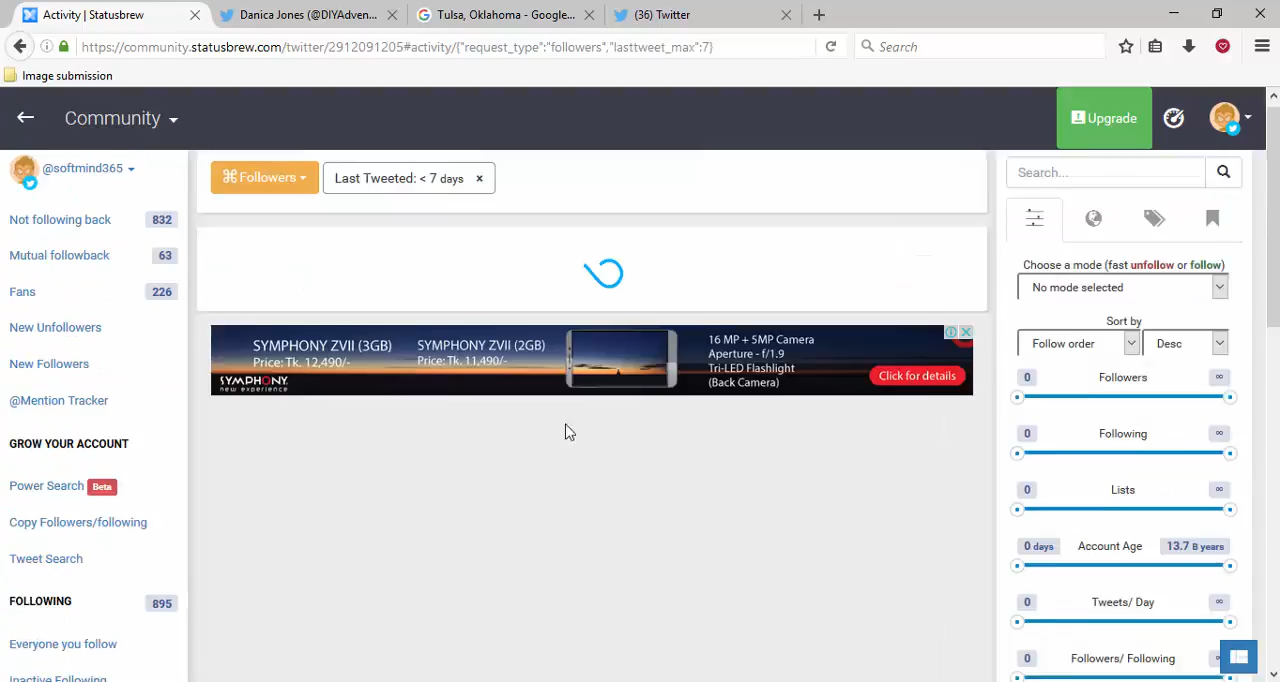 Activity | Statusbrew
Danica Jones (@DIYAdven...
Tulsa, Oklahoma - Google...
(36) Twitter
https://community.statusbrew.com/twitter/2912091205#activity/{"request_type":"followers","lasttweet_max":7}
Search
Image submission
Community
Upgrade
@softmind365
Followers
Last Tweeted: < 7 days ×
Search...
Not following back 832
Mutual followback 63
Fans 226
New Unfollowers
New Followers
@Mention Tracker
GROW YOUR ACCOUNT
Power Search Beta
Copy Followers/following
Tweet Search
FOLLOWING 895
Everyone you follow
Inactive Following
SYMPHONY ZVII (3GB)
Price: Tk. 12,490/-
SYMPHONY ZVII (2GB)
Price: Tk. 11,490/-
SYMPHONY
new experience
16 MP + 5MP Camera
Aperture - f/1.9
Tri-LED Flashlight
(Back Camera)
Click for details
Choose a mode (fast unfollow or follow)
No mode selected
Sort by
Follow order
Desc
0 Followers ∞
0 Following ∞
0 Lists ∞
0 days Account Age 13.7 B years
0 Tweets/ Day ∞
0 Followers/ Following